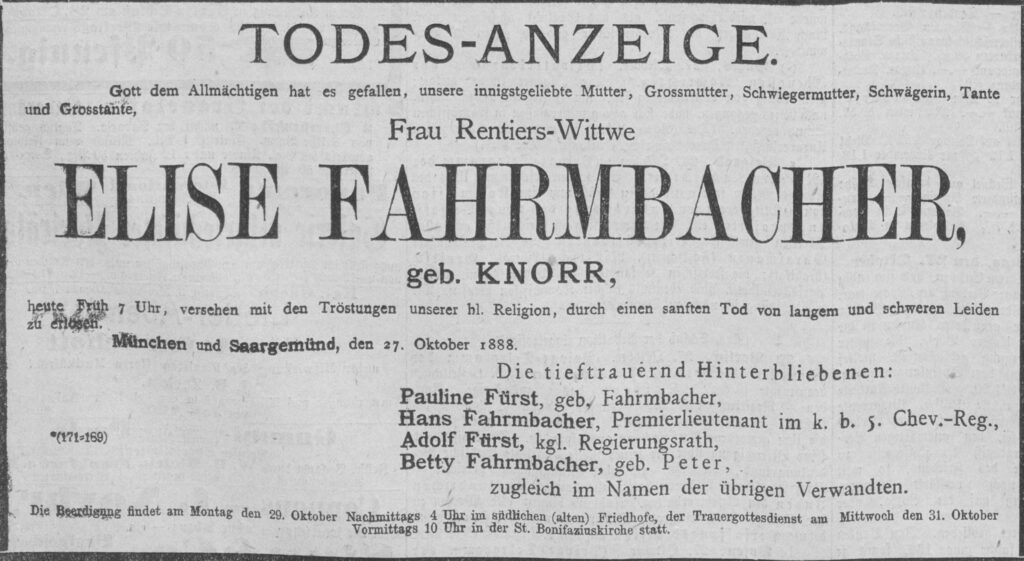 TODES-ANZEIGE.
Gott dem Allmächtigen hat es gefallen, unsere innigstgeliebte Mutter, Grossmutter, Schwiegermutter, Schwägerin, Tante
und Grosstante,
Frau Rentiers-Wittwe
ELISE FAHRMBACHER,
geb. KNORR,
heute Früh 7 Uhr, versehen mit den Tröstungen unserer hl. Religion, durch einen sanften Tod von langem und schweren Leiden
zu erlösen.
München und Saargemünd, den 27. Oktober 1888.
Die tieftrauernd Hinterbliebenen:
Pauline Fürst, geb. Fahrmbacher,
Hans Fahrmbacher, Premierlieutenant im k. b. 5. Chev.-Reg.,
*(171=169)
Adolf Fürst, kgl. Regierungsrath,
Betty Fahrmbacher, geb. Peter,
zugleich im Namen der übrigen Verwandten.
Die Beerdigung findet am Montag den 29. Oktober Nachmittags 4 Uhr im südlichen (alten) Friedhofe, der Trauergottesdienst am Mittwoch den 31. Oktober
Vormittags 10 Uhr in der St. Bonifaziuskirche statt.